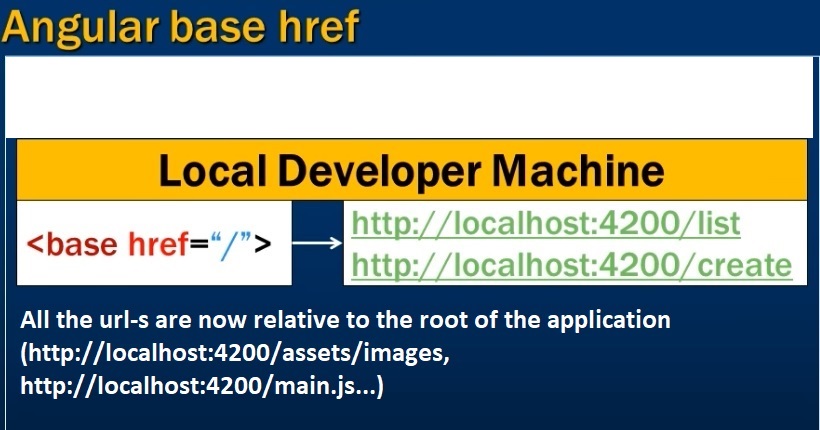 Angular base href
Local Developer Machine
<base href=“/”>
http://localhost:4200/list
http://localhost:4200/create
All the url-s are now relative to the root of the application
(http://localhost:4200/assets/images,
http://localhost:4200/main.js...)